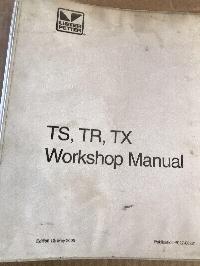 LISTER
PETTER
TS, TR, TX
Workshop Manual